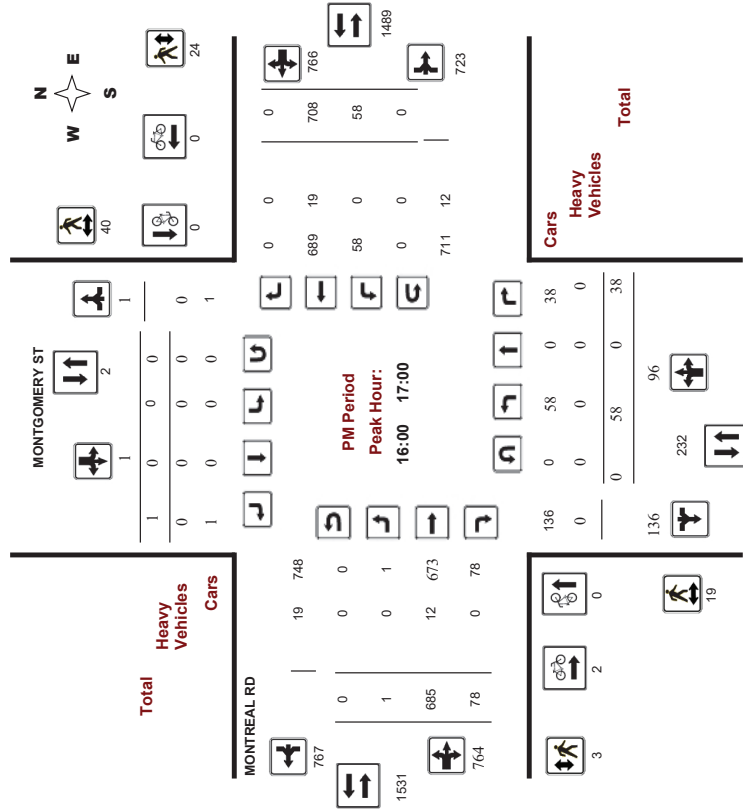 N
W E
S
40 0 0 24
MONTGOMERY ST
2
1 1
1 0 0 0 0
0 0 0 0 0
1 0 0 0 1
Total
Heavy
Vehicles
Cars
766 1489
723
0 0 0
689 19 708
58 0 58
0 0 0
711 12
PM Period
Peak Hour:
16:00 17:00
MONTREAL RD
767 19 748
0 0 0
1 0 1
1531
685 12 673
764 78 0 78
Cars
Heavy
Vehicles
Total
136 0 58 0 38
0 0 0 0 0
0 58 0 38
136 232 96
3 2 0
19